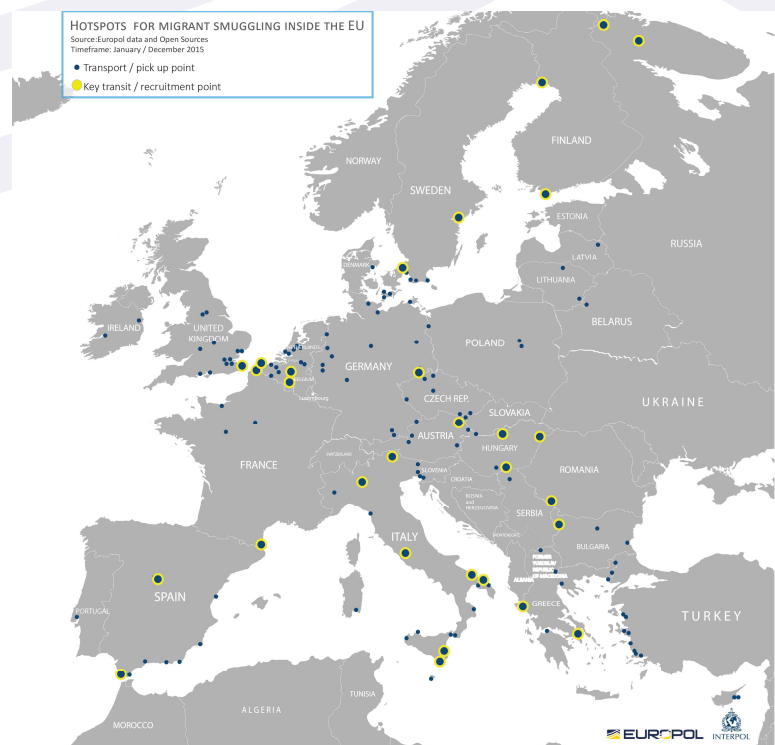 HOTSPOTS FOR MIGRANT SMUGGLING INSIDE THE EU
Source:Europol data and Open Sources
Timeframe: January / December 2015
Transport / pick up point
Key transit / recruitment point
FINLAND
NORWAY
SWEDEN
ESTONIA
RUSSIA
LATVIA
DENMARK
LITHUANIA
IRELAND
UNITED
KINGDOM
BELARUS
POLAND
GERMANY
BELGIUM
Luxembourg
CZECH REP.
UKRAINE
SLOVAKIA
AUSTRIA
HUNGARY
SWITZERLAND
FRANCE
SLOVENIA
ROMANIA
CROATIA
BOSNIA
and
HERZEGOVINA
SERBIA
ITALY
MONTENEGRO
BULGARIA
FORMER
YUGOSLAV
REPUBLIC
OF MACEDONIA
ALBANIA
SPAIN
PORTUGAL
GREECE
TURKEY
TUNISIA
ALGERIA
MOROCCO
EUROPOL
INTERPOL